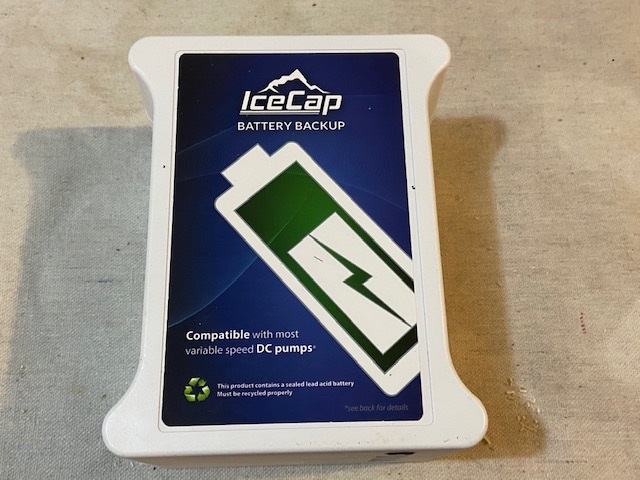 IceCap
BATTERY BACKUP
Compatible with most
variable speed DC pumps*
This product contains a sealed lead acid battery
Must be recycled properly
*see back for details